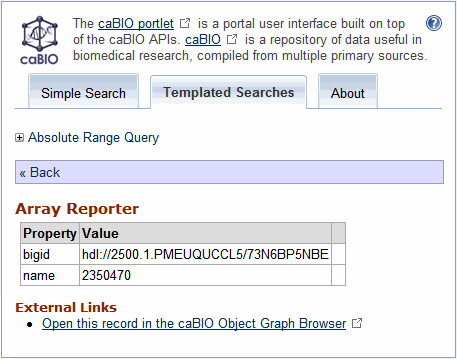 The caBIO portlet is a portal user interface built on top
of the caBIO APIs. caBIO is a repository of data useful in
biomedical research, compiled from multiple primary sources.
caBIO
?
Simple Search Templated Searches About
Absolute Range Query
« Back
Array Reporter
Property Value
bigid hdl://2500.1.PMEUQUCCL5/73N6BP5NBE
name 2350470
External Links
• Open this record in the caBIO Object Graph Browser